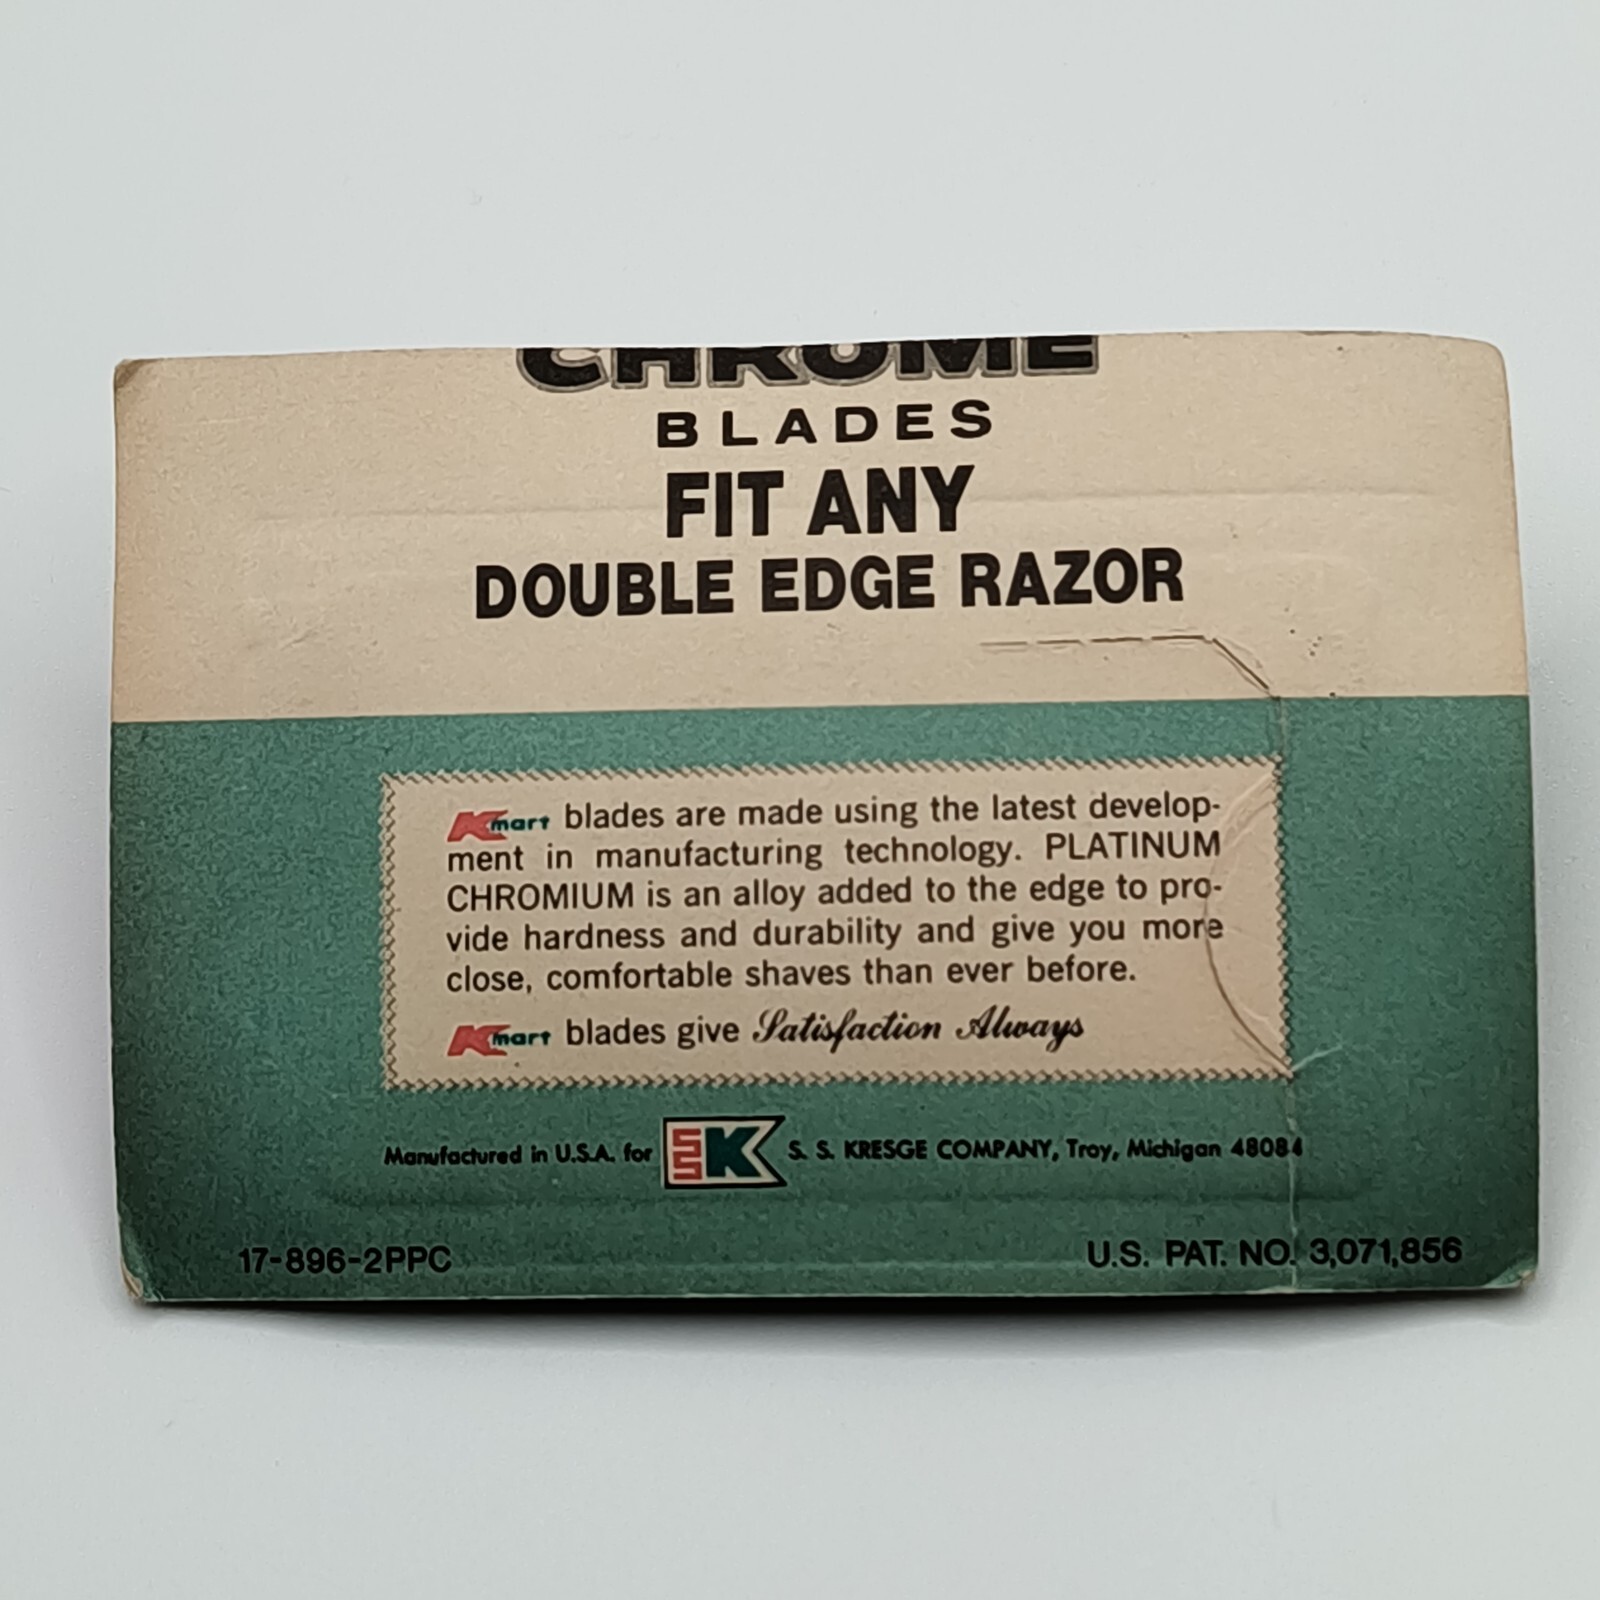 CHROME
BLADES
FIT ANY
DOUBLE EDGE RAZOR
Kmart blades are made using the latest develop-
ment in manufacturing technology. PLATINUM
CHROMIUM is an alloy added to the edge to pro-
vide hardness and durability and give you more
close, comfortable shaves than ever before.
Kmart blades give Satisfaction Always
Manufactured in U.S.A. for SSK S. S. KRESGE COMPANY, Troy, Michigan 48084
17-896-2PPC U.S. PAT. NO. 3,071,856